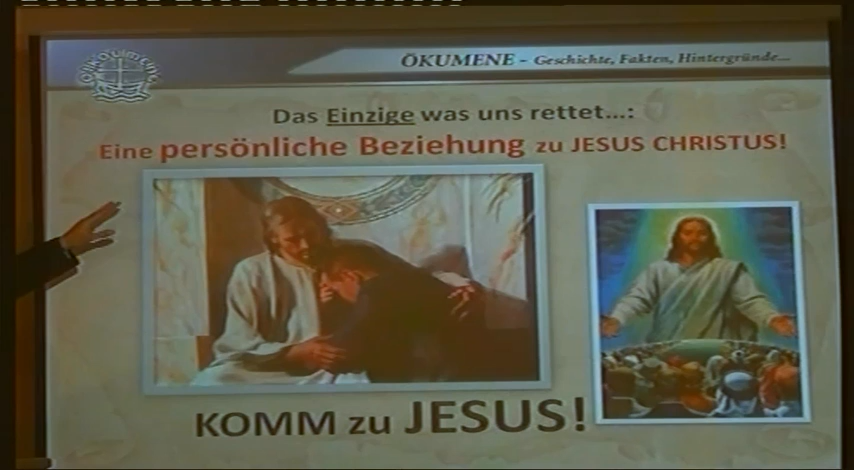 ÖKUMENE - Geschichte, Fakten, Hintergründe...
Das Einzige was uns rettet...:
Eine persönliche Beziehung zu JESUS CHRISTUS!
KOMM zu JESUS!